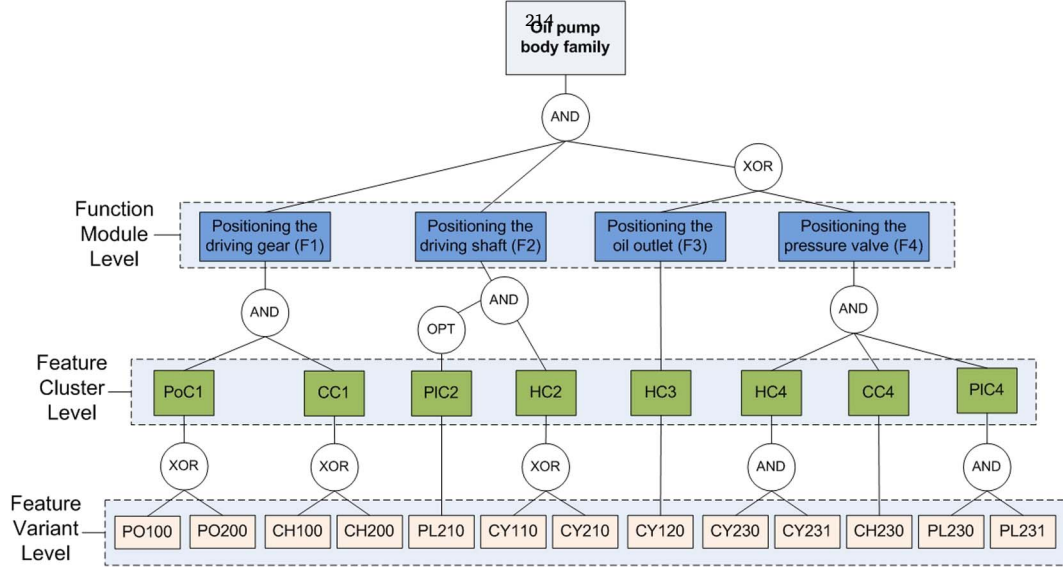 214
Oil pump
body family
AND
XOR
Function
Module
Level
Positioning the
driving gear (F1)
Positioning the
driving shaft (F2)
Positioning the
oil outlet (F3)
Positioning the
pressure valve (F4)
AND
OPT
AND
AND
Feature
Cluster
Level
PoC1
CC1
PIC2
HC2
HC3
HC4
CC4
PIC4
XOR
XOR
XOR
AND
AND
Feature
Variant
Level
PO100
PO200
CH100
CH200
PL210
CY110
CY210
CY120
CY230
CY231
CH230
PL230
PL231